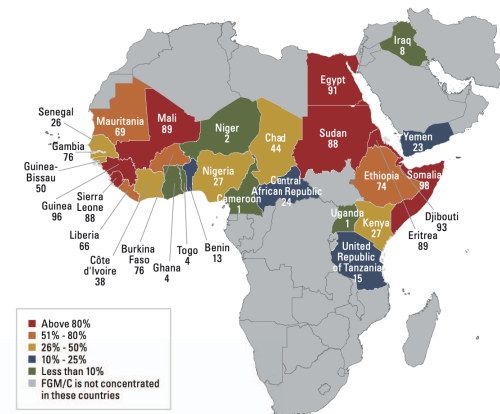 Iraq
8
Egypt
91
Senegal
26
Mauritania
69
Mali
89
Niger
2
Chad
44
Sudan
88
Yemen
23
Gambia
76
Guinea-
Bissau
50
Nigeria
27
Central
African Republic
24
Ethiopia
74
Somalia
98
Guinea
96
Sierra
Leone
88
Cameroon
1
Uganda
1
Kenya
27
Djibouti
93
Eritrea
89
Liberia
66
Côte
d'Ivoire
38
Burkina
Faso
76
Ghana
4
Togo
4
Benin
13
United
Republic
of Tanzania
15
Above 80%
51% - 80%
26% - 50%
10% - 25%
Less than 10%
FGM/C is not concentrated
in these countries